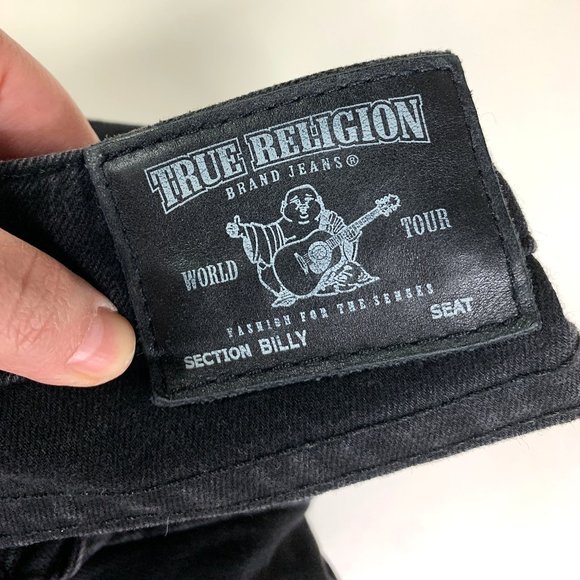 TRUE RELIGION
BRAND JEANS®
WORLD TOUR
FASHION FOR THE SENSES
SECTION BILLY SEAT